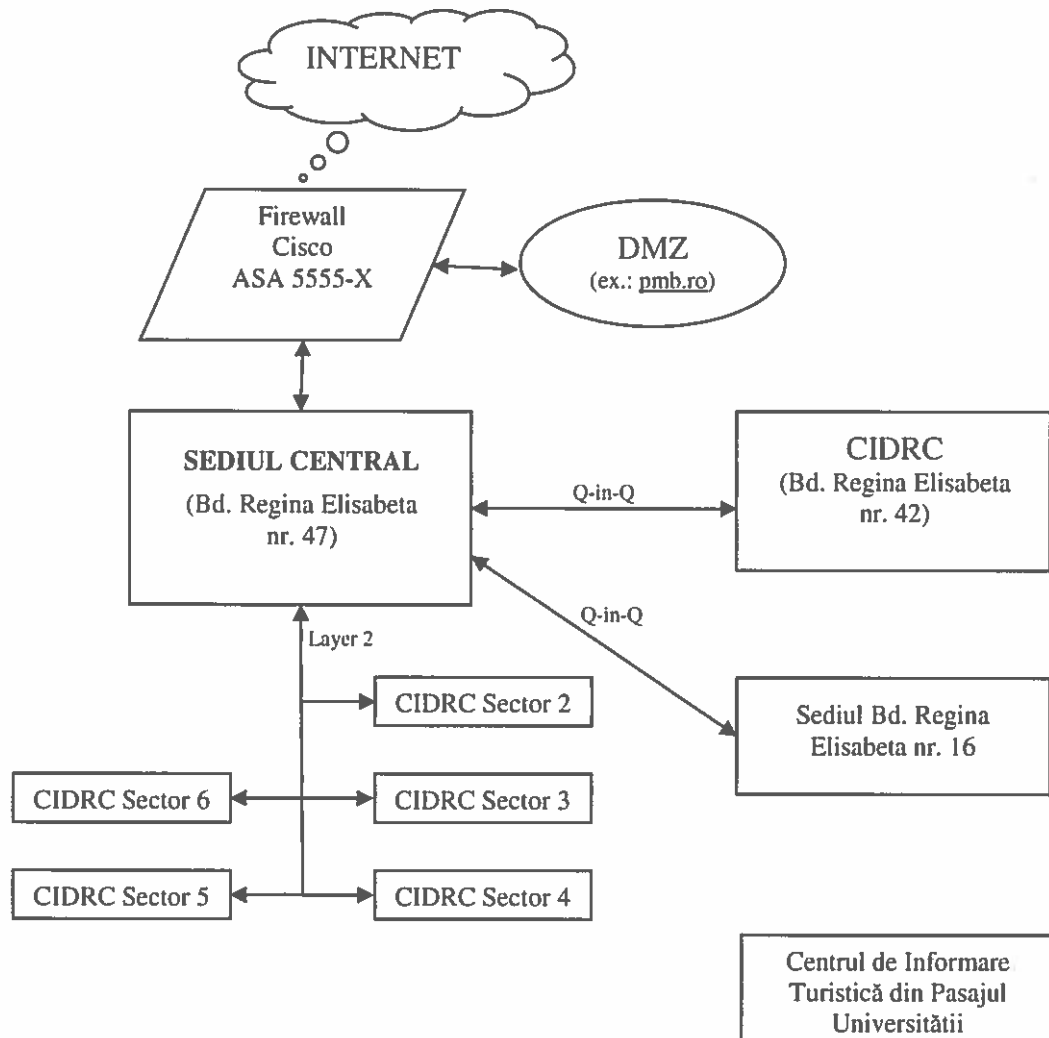 INTERNET
Firewall
Cisco
ASA 5555-X
DMZ
(ex.: pmb.ro)
SEDIUL CENTRAL
(Bd. Regina Elisabeta
nr. 47)
Q-in-Q
CIDRC
(Bd. Regina Elisabeta
nr. 42)
Q-in-Q
Layer 2
CIDRC Sector 2
Sediul Bd. Regina
Elisabeta nr. 16
CIDRC Sector 6
CIDRC Sector 3
CIDRC Sector 5
CIDRC Sector 4
Centrul de Informare
Turistică din Pasajul
Universității